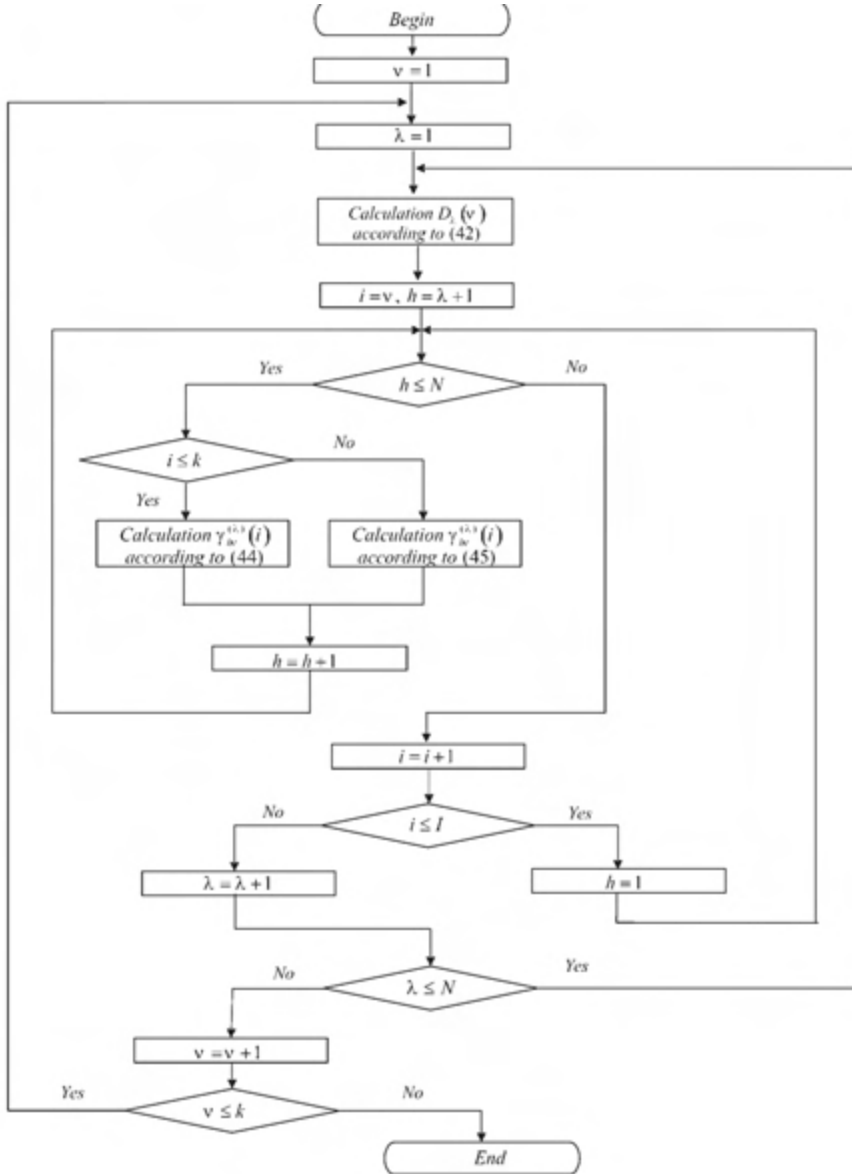 Begin
ν = 1
λ = 1
Calculation D_λ(ν)
according to (42)
i = ν , h = λ + 1
Yes
h ≤ N
No
i ≤ k
No
Yes
Calculation γ^(λ)(i)
according to (44)
Calculation γ^(λ)(i)
according to (45)
h = h + 1
i = i + 1
No
i ≤ I
Yes
λ = λ + 1
h = 1
No
λ ≤ N
Yes
ν = ν + 1
Yes
ν ≤ k
No
End